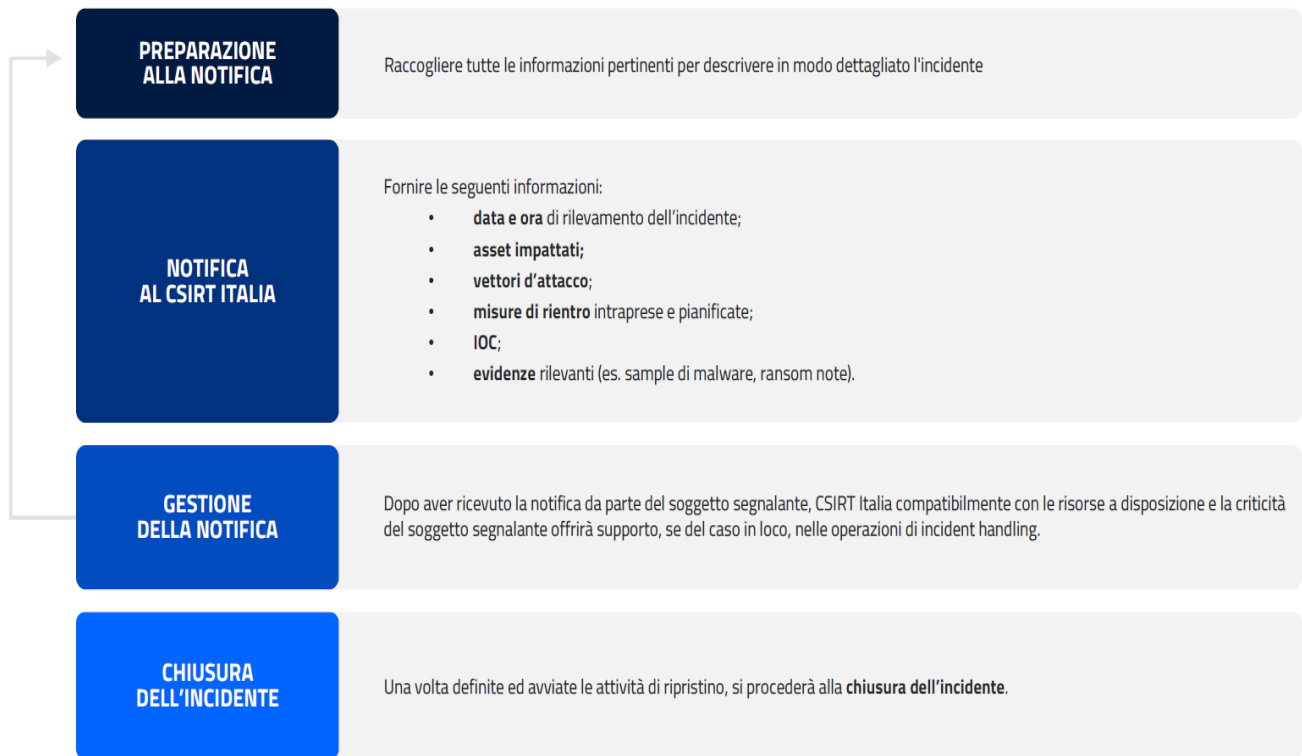 PREPARAZIONE
ALLA NOTIFICA
Raccogliere tutte le informazioni pertinenti per descrivere in modo dettagliato l'incidente
NOTIFICA
AL CSIRT ITALIA
Fornire le seguenti informazioni:
• data e ora di rilevamento dell'incidente;
• asset impattati;
• vettori d'attacco;
• misure di rientro intraprese e pianificate;
• IOC;
• evidenze rilevanti (es. sample di malware, ransom note).
GESTIONE
DELLA NOTIFICA
Dopo aver ricevuto la notifica da parte del soggetto segnalante, CSIRT Italia compatibilmente con le risorse a disposizione e la criticità
del soggetto segnalante offrirà supporto, se del caso in loco, nelle operazioni di incident handling.
CHIUSURA
DELL'INCIDENTE
Una volta definite ed avviate le attività di ripristino, si procederà alla chiusura dell'incidente.